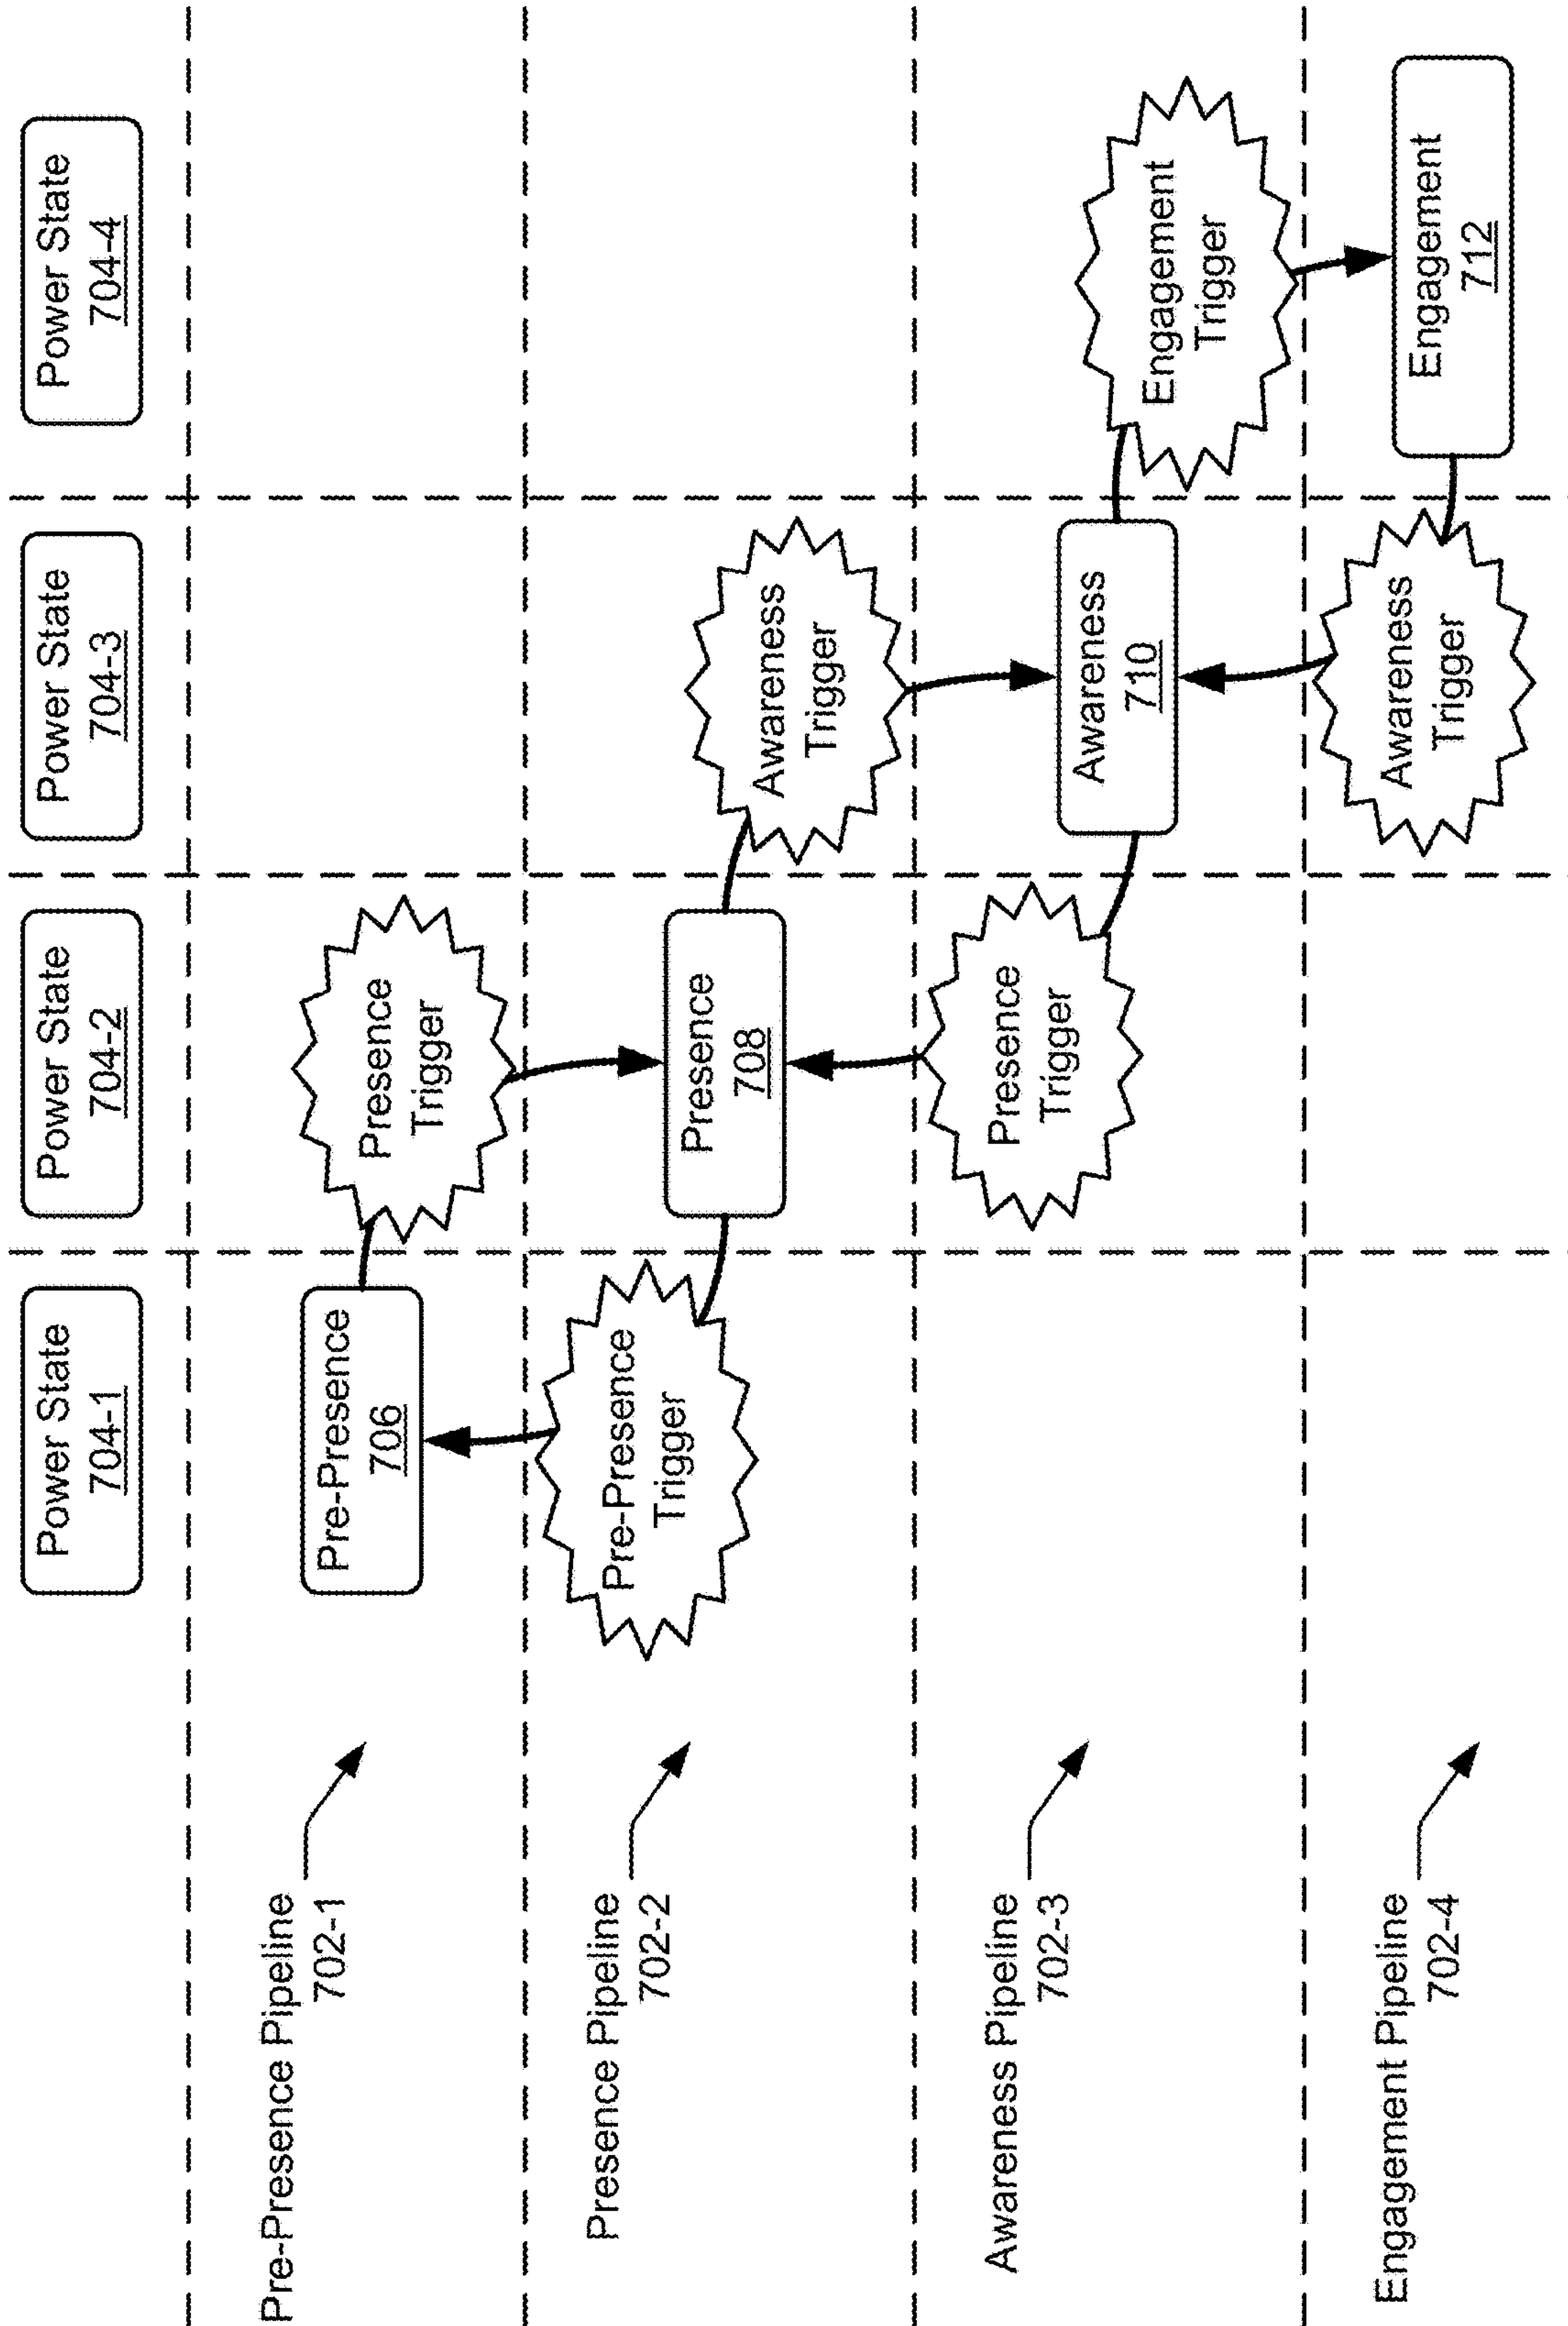 Power State
704-1
Power State
704-2
Power State
704-3
Power State
704-4
Pre-Presence Pipeline
702-1
Pre-Presence
706
Presence
Trigger
Presence Pipeline
702-2
Pre-Presence
Trigger
Presence
708
Awareness
Trigger
Awareness Pipeline
702-3
Presence
Trigger
Awareness
710
Engagement
Trigger
Engagement Pipeline
702-4
Awareness
Trigger
Engagement
712